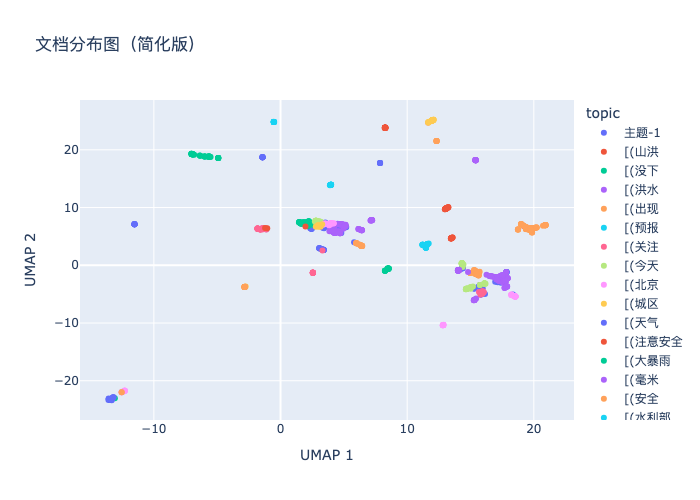 文档分布图（简化版）
topic
主题-1
[(山洪
[(没下
[(洪水
[(出现
[(预报
[(关注
[(今天
[(北京
[(城区
[(天气
[(注意安全
[(大暴雨
[(毫米
[(安全
[(水利部
20
10
0
−10
−20
−10
0
10
20
UMAP 2
UMAP 1